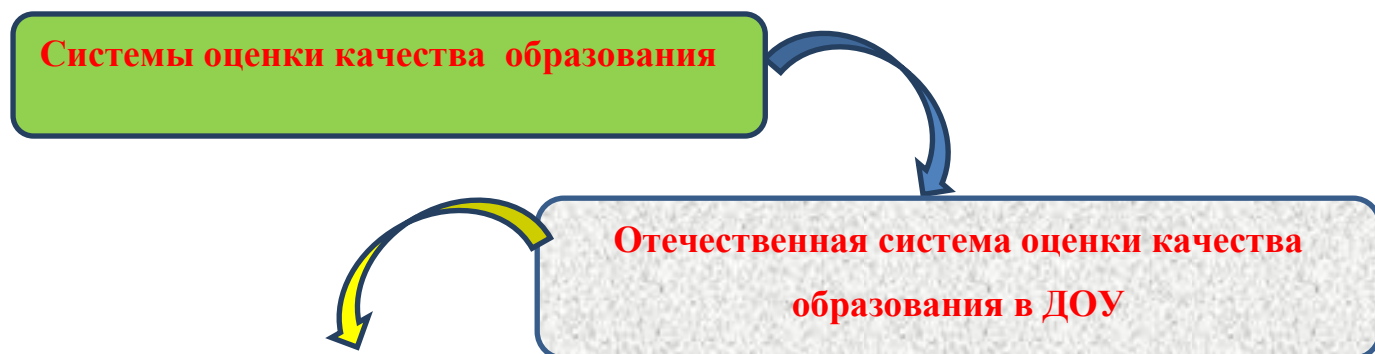 Системы оценки качества образования
Отечественная система оценки качества
образования в ДОУ